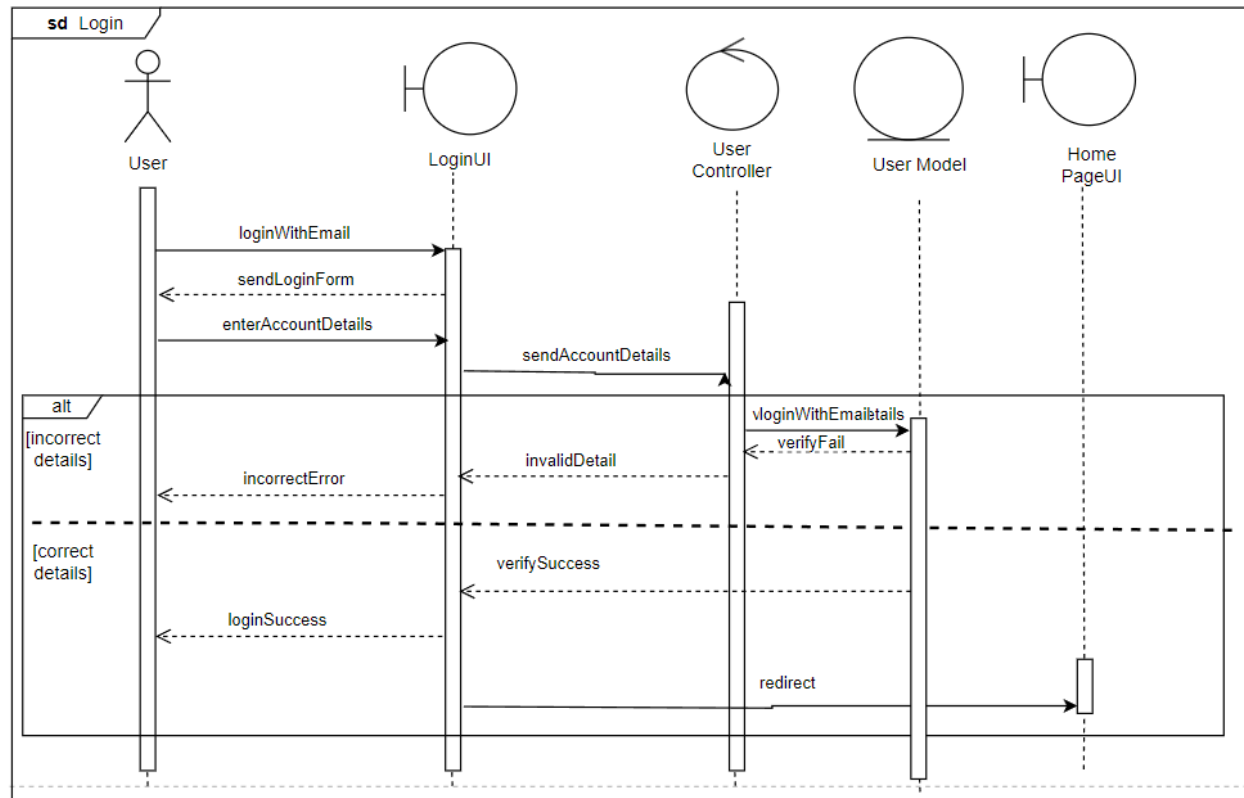 sd Login
User
LoginUI
User
Controller
User Model
Home
PageUI
loginWithEmail
sendLoginForm
enterAccountDetails
sendAccountDetails
alt
[incorrect
details]
loginWithEmail
verifyFail
invalidDetail
incorrectError
[correct
details]
verifySuccess
loginSuccess
redirect